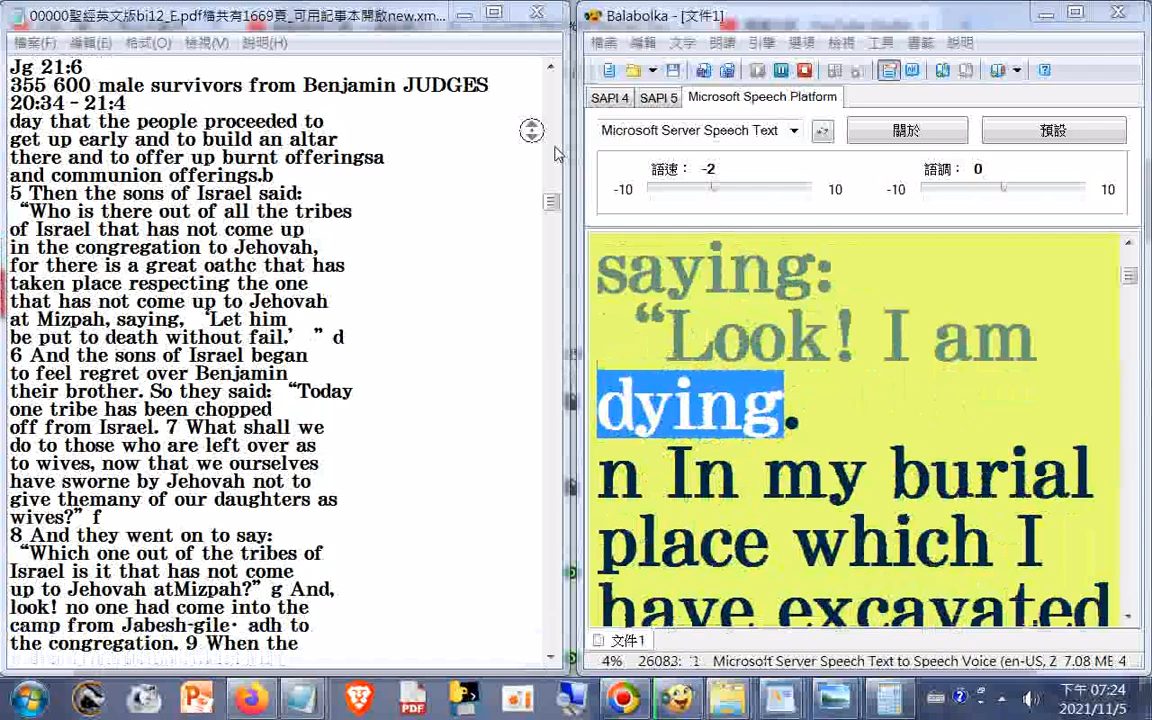 00000聖經英文版bi12_E.pdf檔共有1669頁_可用記事本開啟new.xm...
檔案(F) 編輯(E) 格式(O) 檢視(V) 說明(H)
Jg 21:6
355 600 male survivors from Benjamin JUDGES
20:34 – 21:4
day that the people proceeded to
get up early and to build an altar
there and to offer up burnt offeringsa
and communion offerings.b
5 Then the sons of Israel said:
“Who is there out of all the tribes
of Israel that has not come up
in the congregation to Jehovah,
for there is a great oathc that has
taken place respecting the one
that has not come up to Jehovah
at Mizpah, saying, ‘Let him
be put to death without fail.’ ” d
6 And the sons of Israel began
to feel regret over Benjamin
their brother. So they said: “Today
one tribe has been chopped
off from Israel. 7 What shall we
do to those who are left over as
to wives, now that we ourselves
have sworne by Jehovah not to
give themany of our daughters as
wives?” f
8 And they went on to say:
“Which one out of the tribes of
Israel is it that has not come
up to Jehovah atMizpah?” g And,
look! no one had come into the
camp from Jabesh-gile· adh to
the congregation. 9 When the
Balabolka - [文件1]
檔案 編輯 文字 朗讀 引擎 選項 檢視 工具 書籤 說明
SAPI 4 SAPI 5 Microsoft Speech Platform
Microsoft Server Speech Text 關於 預設
語速: -2 語調: 0
-10 10 -10 10
saying:
“Look! I am
dying.
n In my burial
place which I
have excavated
文件1
4% 26083: Microsoft Server Speech Text to Speech Voice (en-US, 2 7.08 ME 4
下午 07:24
2021/11/5